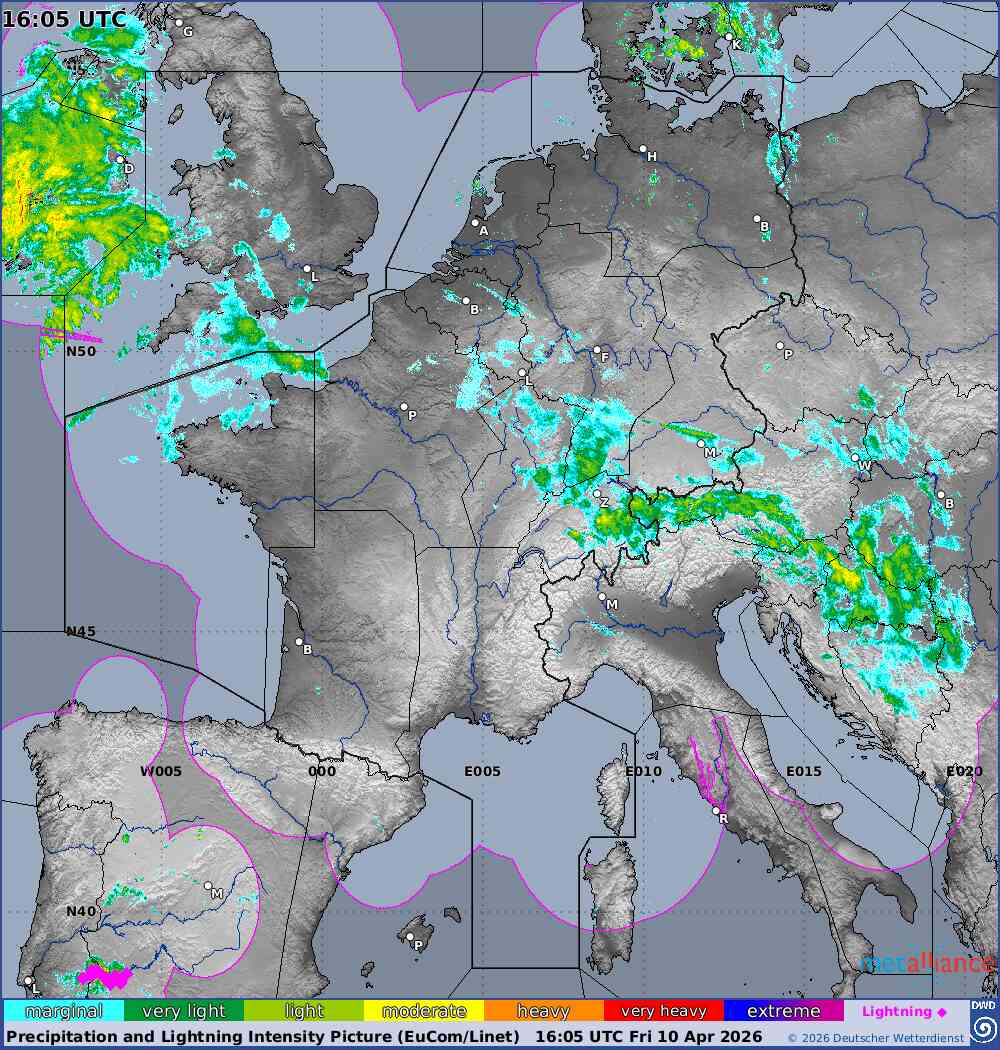 16:05 UTC
G
K
D
H
A
B
L
B
N50
F
P
L
P
M
W
Z
B
M
N45
B
W005
000
E005
E010
E015
E020
R
M
N40
P
L
metalliance
marginal
very light
light
moderate
heavy
very heavy
extreme
Lightning ◆
DWD
Precipitation and Lightning Intensity Picture (EuCom/Linet) 16:05 UTC Fri 10 Apr 2026
© 2026 Deutscher Wetterdienst